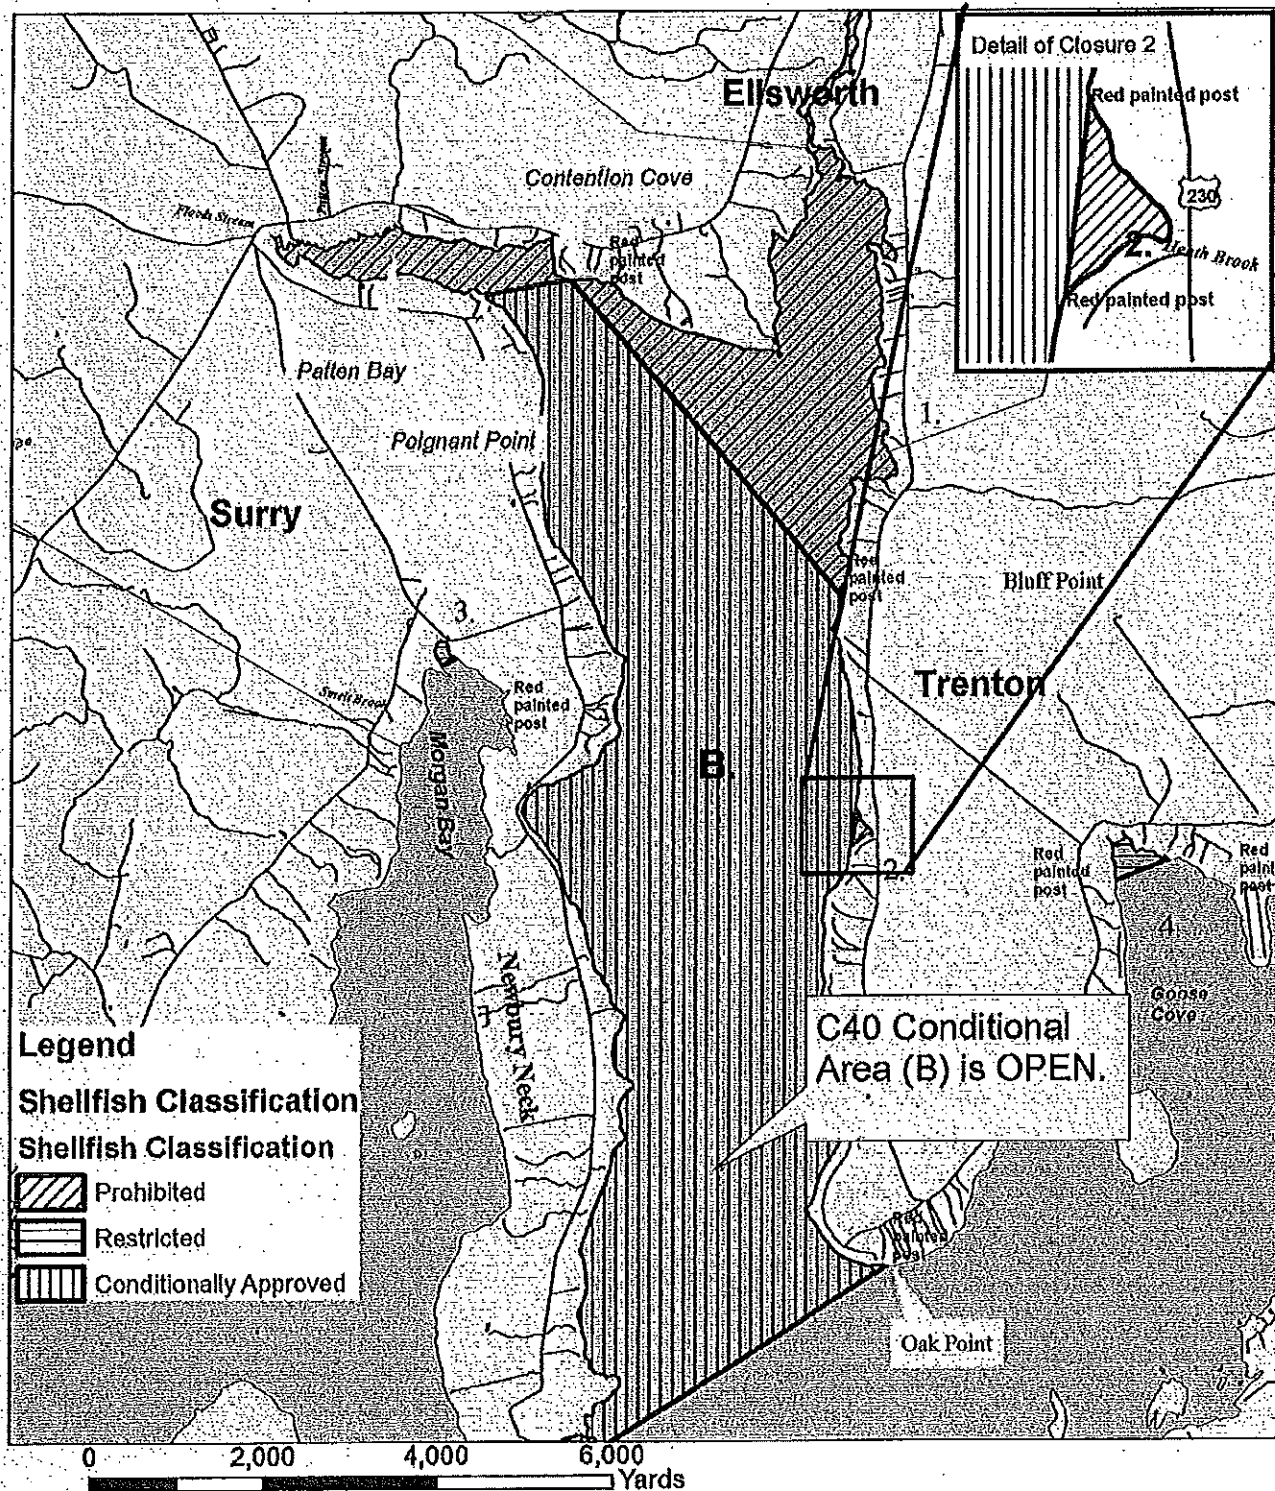 Detail of Closure 2
Red painted post
230
2.
Heath Brook
Red painted post
Ellsworth
Contention Cove
Red
painted
post
Patten Bay
Poignant Point
1.
Surry
Red
painted
post
Bluff Point
3
Trenton
Red
painted
post
Morgan Bay
B.
2.
Red
painted
post
Red
paint
post
4
Goose
Cove
Newbury Neck
C40 Conditional
Area (B) is OPEN.
Legend
Shellfish Classification
Shellfish Classification
Prohibited
Restricted
Conditionally Approved
Red
painted
post
Oak Point
0
2,000
4,000
6,000
Yards